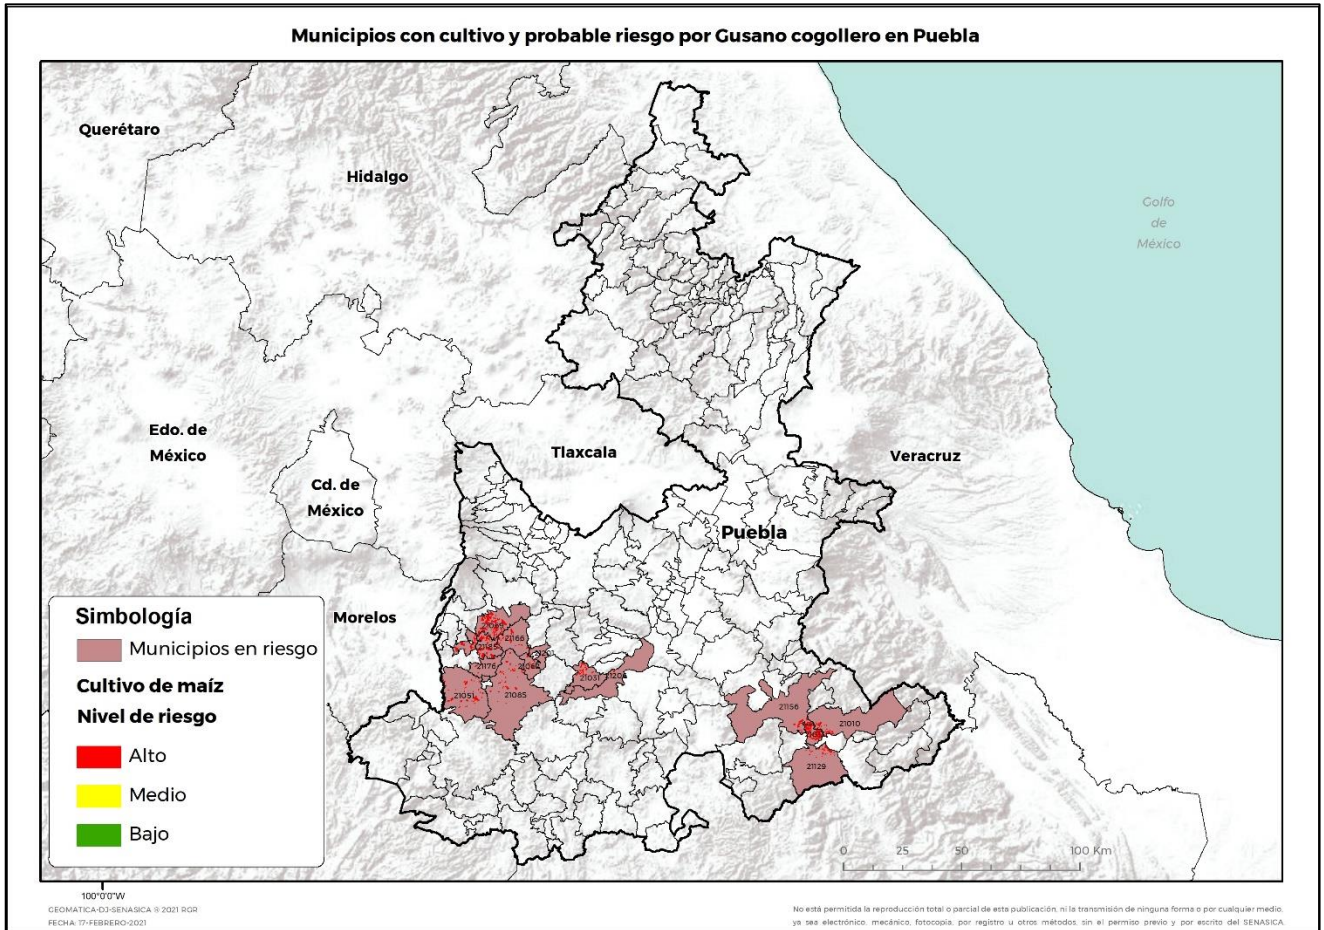 Municipios con cultivo y probable riesgo por Gusano cogollero en Puebla
Querétaro
Hidalgo
Golfo
de
México
Edo. de
México
Tlaxcala
Veracruz
Cd. de
México
Puebla
Morelos
Simbología
Municipios en riesgo
Cultivo de maíz
Nivel de riesgo
Alto
Medio
Bajo
21188
21176
21051
21085
21031
21156
21010
21129
0 25 50 100 Km
100°0'0"W
GEOMATICA-DJ-SENASICA ® 2021 RGR
FECHA: 17-FEBRERO-2021
No está permitida la reproducción total o parcial de esta publicación, ni la transmisión de ninguna forma o por cualquier medio,
ya sea electrónico, mecánico, fotocopia, por registro u otros métodos, sin el permiso previo y por escrito del SENASICA.